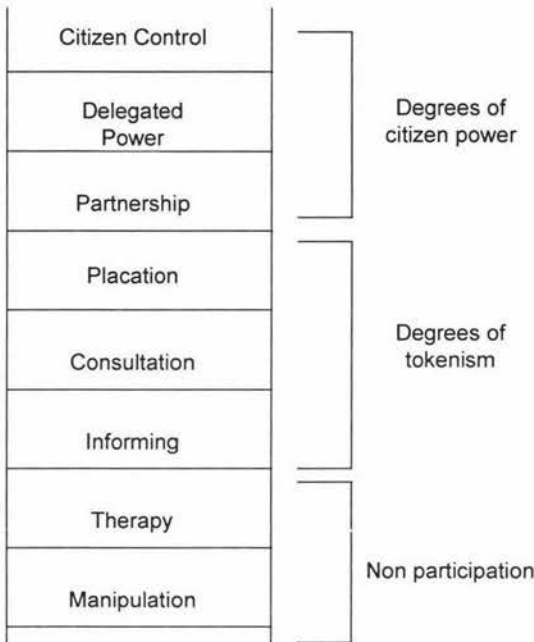 Citizen Control
Delegated
Power
Partnership
Degrees of
citizen power
Placation
Consultation
Informing
Degrees of
tokenism
Therapy
Manipulation
Non participation